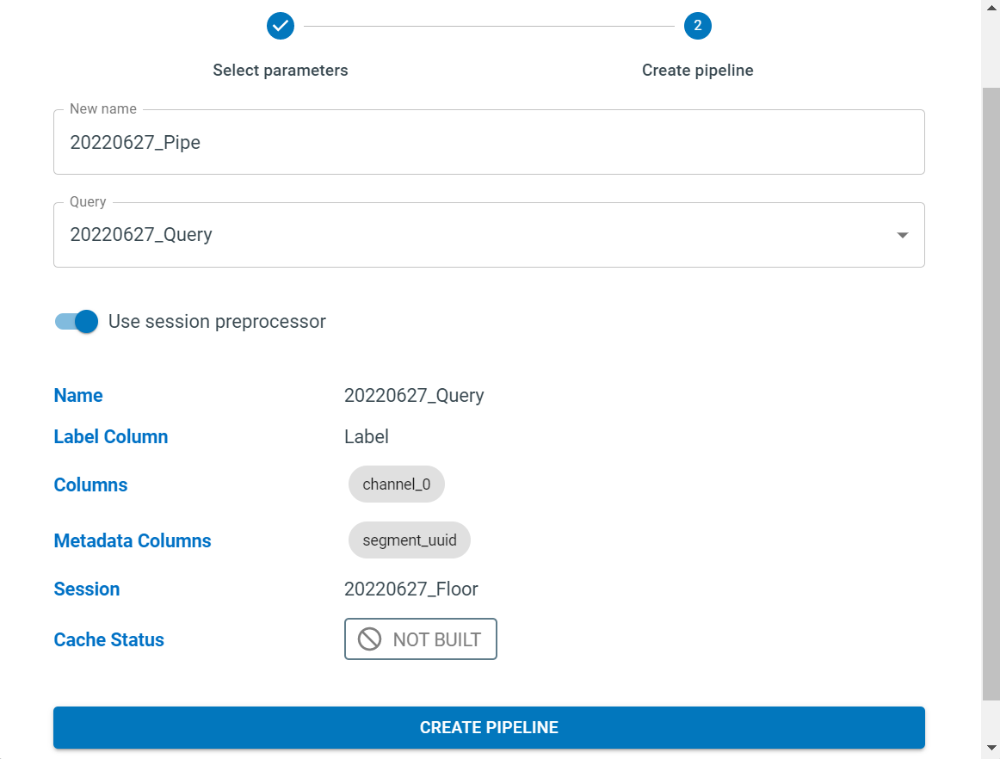 2
Select parameters
Create pipeline
New name
20220627_Pipe
Query
20220627_Query
Use session preprocessor
Name 20220627_Query
Label Column Label
Columns channel_0
Metadata Columns segment_uuid
Session 20220627_Floor
Cache Status NOT BUILT
CREATE PIPELINE